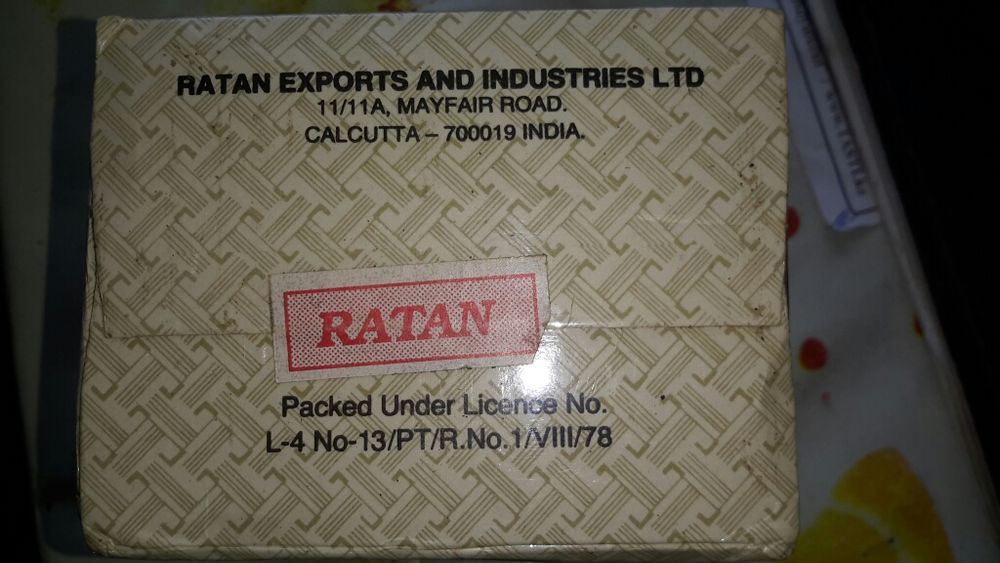 RATAN EXPORTS AND INDUSTRIES LTD
11/11A, MAYFAIR ROAD.
CALCUTTA – 700019 INDIA.
RATAN
Packed Under Licence No.
L-4 No-13/PT/R.No.1/VIII/78